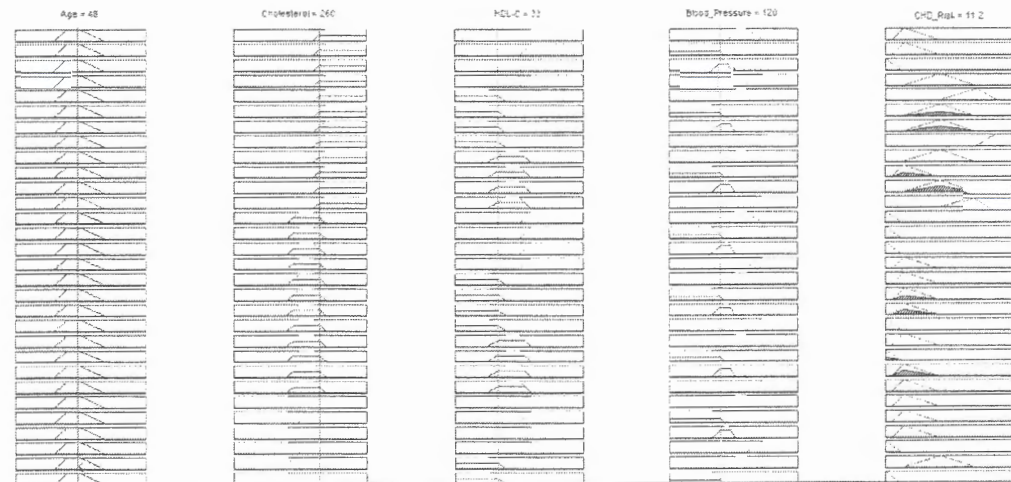 Age = 48
Cholesterol = 260
HDL-C = 33
Blood_Pressure = 120
CHD_Risk = 11.2